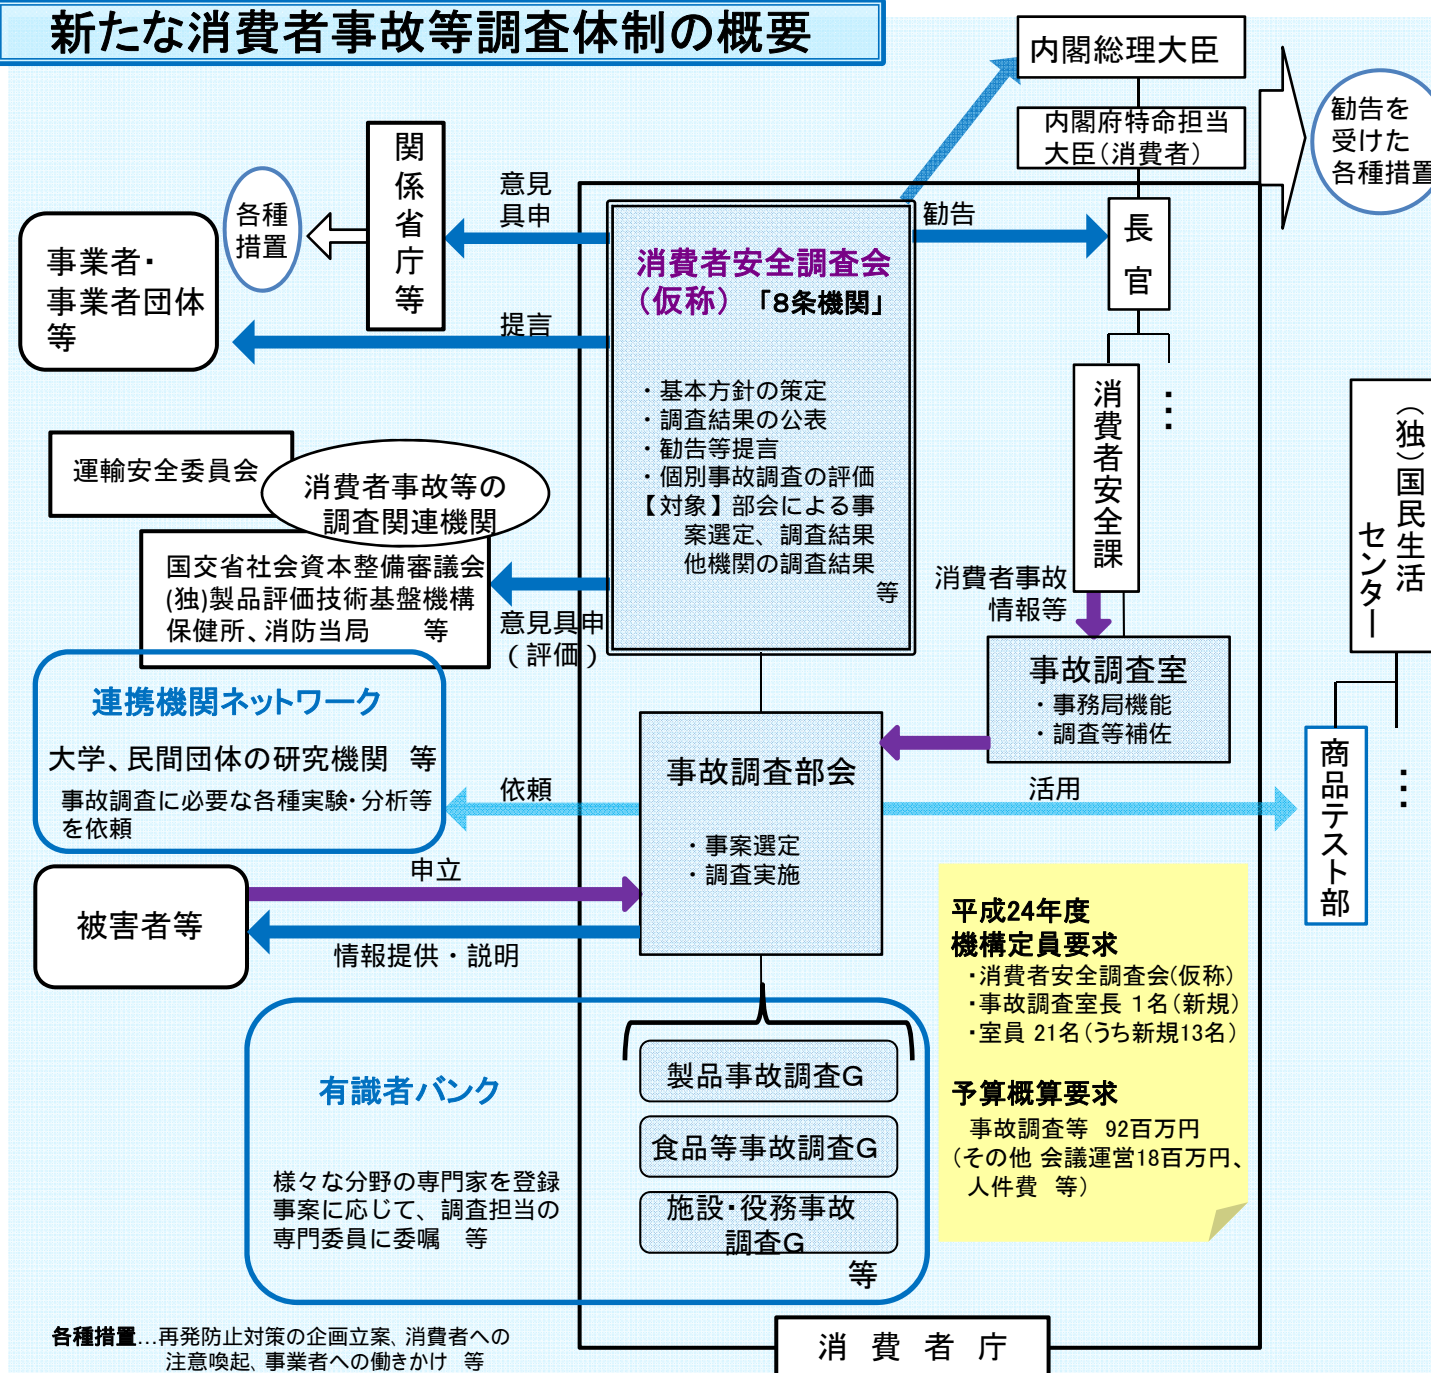 新たな消費者事故等調査体制の概要
内閣総理大臣
内閣府特命担当
大臣(消費者)
勧告を
受けた
各種措置
関係省庁等
各種
措置
事業者・
事業者団体
等
意見
具申
提言
勧告
長官
消費者安全調査会
(仮称) 「8条機関」
・基本方針の策定
・調査結果の公表
・勧告等提言
・個別事故調査の評価
【対象】部会による事
案選定、調査結果
他機関の調査結果
等
消費者安全課
⋮
(独)国民生活
センター
運輸安全委員会
消費者事故等の
調査関連機関
国交省社会資本整備審議会
(独)製品評価技術基盤機構
保健所、消防当局 等
意見具申
(評価)
消費者事故
情報等
事故調査室
・事務局機能
・調査等補佐
連携機関ネットワーク
大学、民間団体の研究機関 等
事故調査に必要な各種実験・分析等
を依頼
依頼
事故調査部会
・事案選定
・調査実施
活用
商品テスト部
⋮
被害者等
申立
情報提供・説明
平成24年度
機構定員要求
・消費者安全調査会(仮称)
・事故調査室長 1名(新規)
・室員 21名(うち新規13名)
予算概算要求
事故調査等 92百万円
(その他 会議運営18百万円、
人件費 等)
有識者バンク
様々な分野の専門家を登録
事案に応じて、調査担当の
専門委員に委嘱 等
製品事故調査G
食品等事故調査G
施設・役務事故
調査G
等
各種措置…再発防止対策の企画立案、消費者への
注意喚起、事業者への働きかけ 等
消費者庁